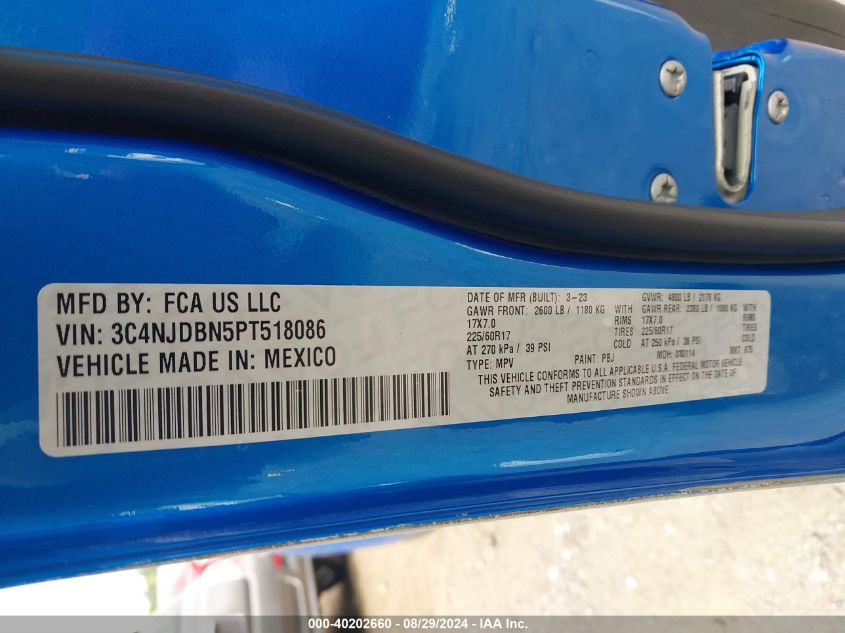 MFD BY: FCA US LLC
VIN: 3C4NJDBN5PT518086
VEHICLE MADE IN: MEXICO
DATE OF MFR (BUILT): 3-23 GVWR: 4800 LB / 2178 KG
GAWR FRONT: 2600 LB / 1180 KG WITH GAWR REAR: 2380 LB / 1080 KG WITH
17X7.0 RIMS 17X7.0 RIMS
225/60R17 TIRES 225/60R17 TIRES
AT 270 kPa / 39 PSI COLD AT 250 kPa / 36 PSI COLD
TYPE: MPV PAINT: PBJ MDH: 030114 MKT: 875
THIS VEHICLE CONFORMS TO ALL APPLICABLE U.S.A. FEDERAL MOTOR VEHICLE
SAFETY AND THEFT PREVENTION STANDARDS IN EFFECT ON THE DATE OF
MANUFACTURE SHOWN ABOVE
000-40202660 - 08/29/2024 - IAA Inc.